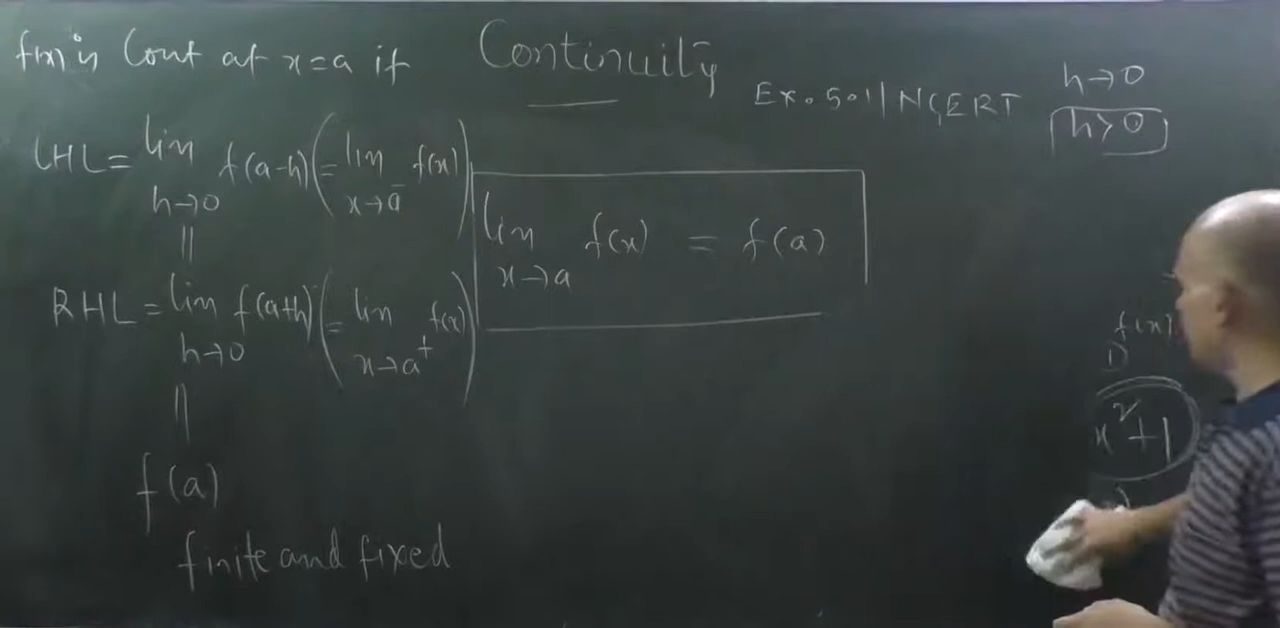 Continuity
f(x) is Cont at x=a if
Ex. 5.1 | NCERT
h→0
h>0
LHL = lim f(a-h) (= lim f(x))
h→0 x→a⁻
||
RHL = lim f(a+h) (= lim f(x))
h→0 x→a⁺
||
f(a)
finite and fixed
lim f(x) = f(a)
x→a
f(x)
1)
x²+1